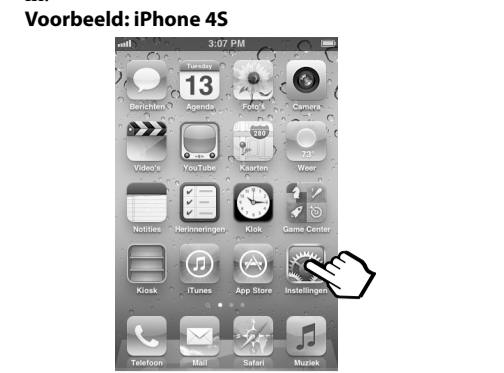 Voorbeeld: iPhone 4S
3:07 PM
Tuesday
13
280
73°
Berichten Agenda Foto's Camera
Video's YouTube Kaarten Weer
Notities Herinneringen Klok Game Center
Kiosk iTunes App Store Instellingen
Telefoon Mail Safari Muziek